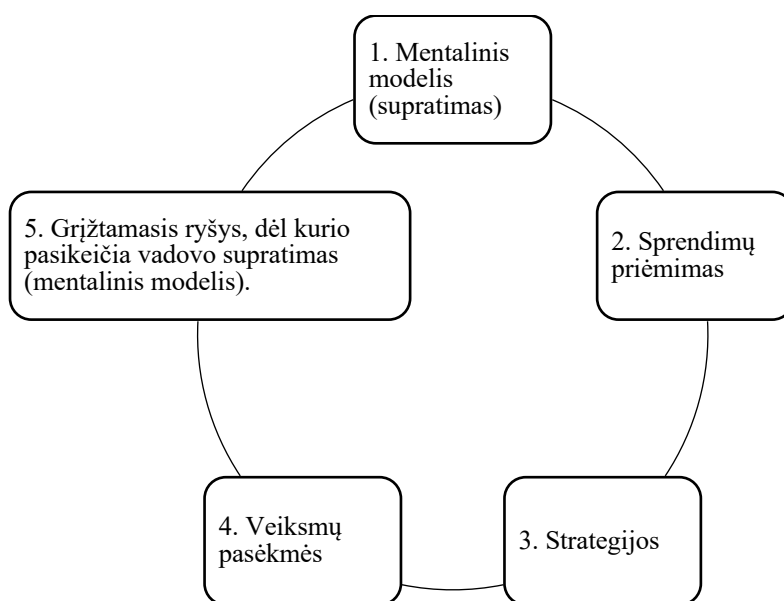 1. Mentalinis
modelis
(supratimas)
2. Sprendimų
priėmimas
3. Strategijos
4. Veiksmų
pasėkmės
5. Grįžtamasis ryšys, dėl kurio
pasikeičia vadovo supratimas
(mentalinis modelis).